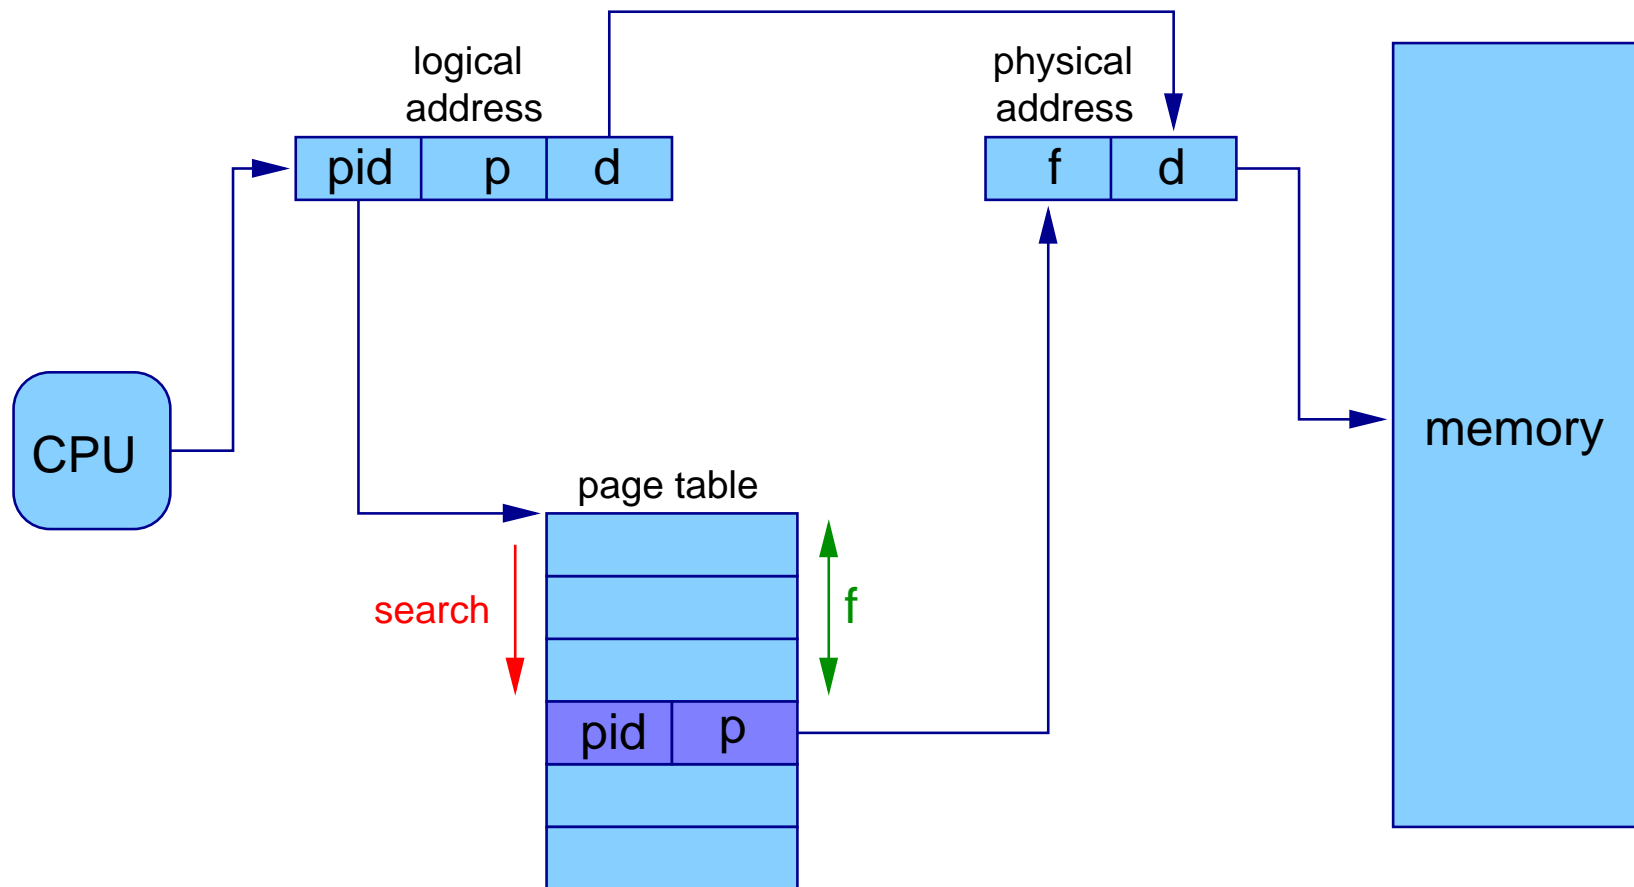 logical
address
physical
address
pid p d
f d
CPU
memory
page table
search
f
pid p